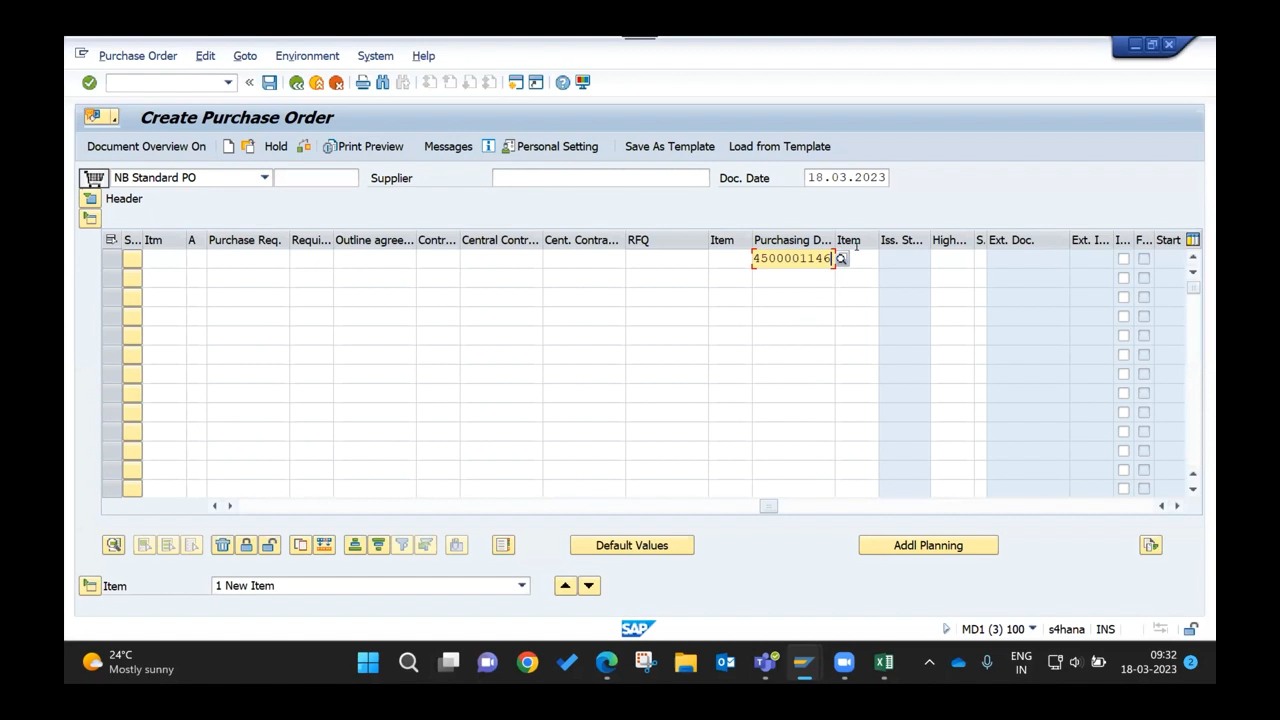 Purchase Order Edit Goto Environment System Help
Create Purchase Order
Document Overview On Hold Print Preview Messages Personal Setting Save As Template Load from Template
NB Standard PO Supplier Doc. Date 18.03.2023
Header
S... Itm A Purchase Req. Requi... Outline agree... Contr... Central Contr... Cent. Contra... RFQ Item Purchasing D... Item Iss. St... High... S. Ext. Doc. Ext. I... I... F... Start
4500001146
Default Values Addl Planning
Item 1 New Item
SAP MD1 (3) 100 s4hana INS
24°C
Mostly sunny
ENG
IN
09:32
18-03-2023
2